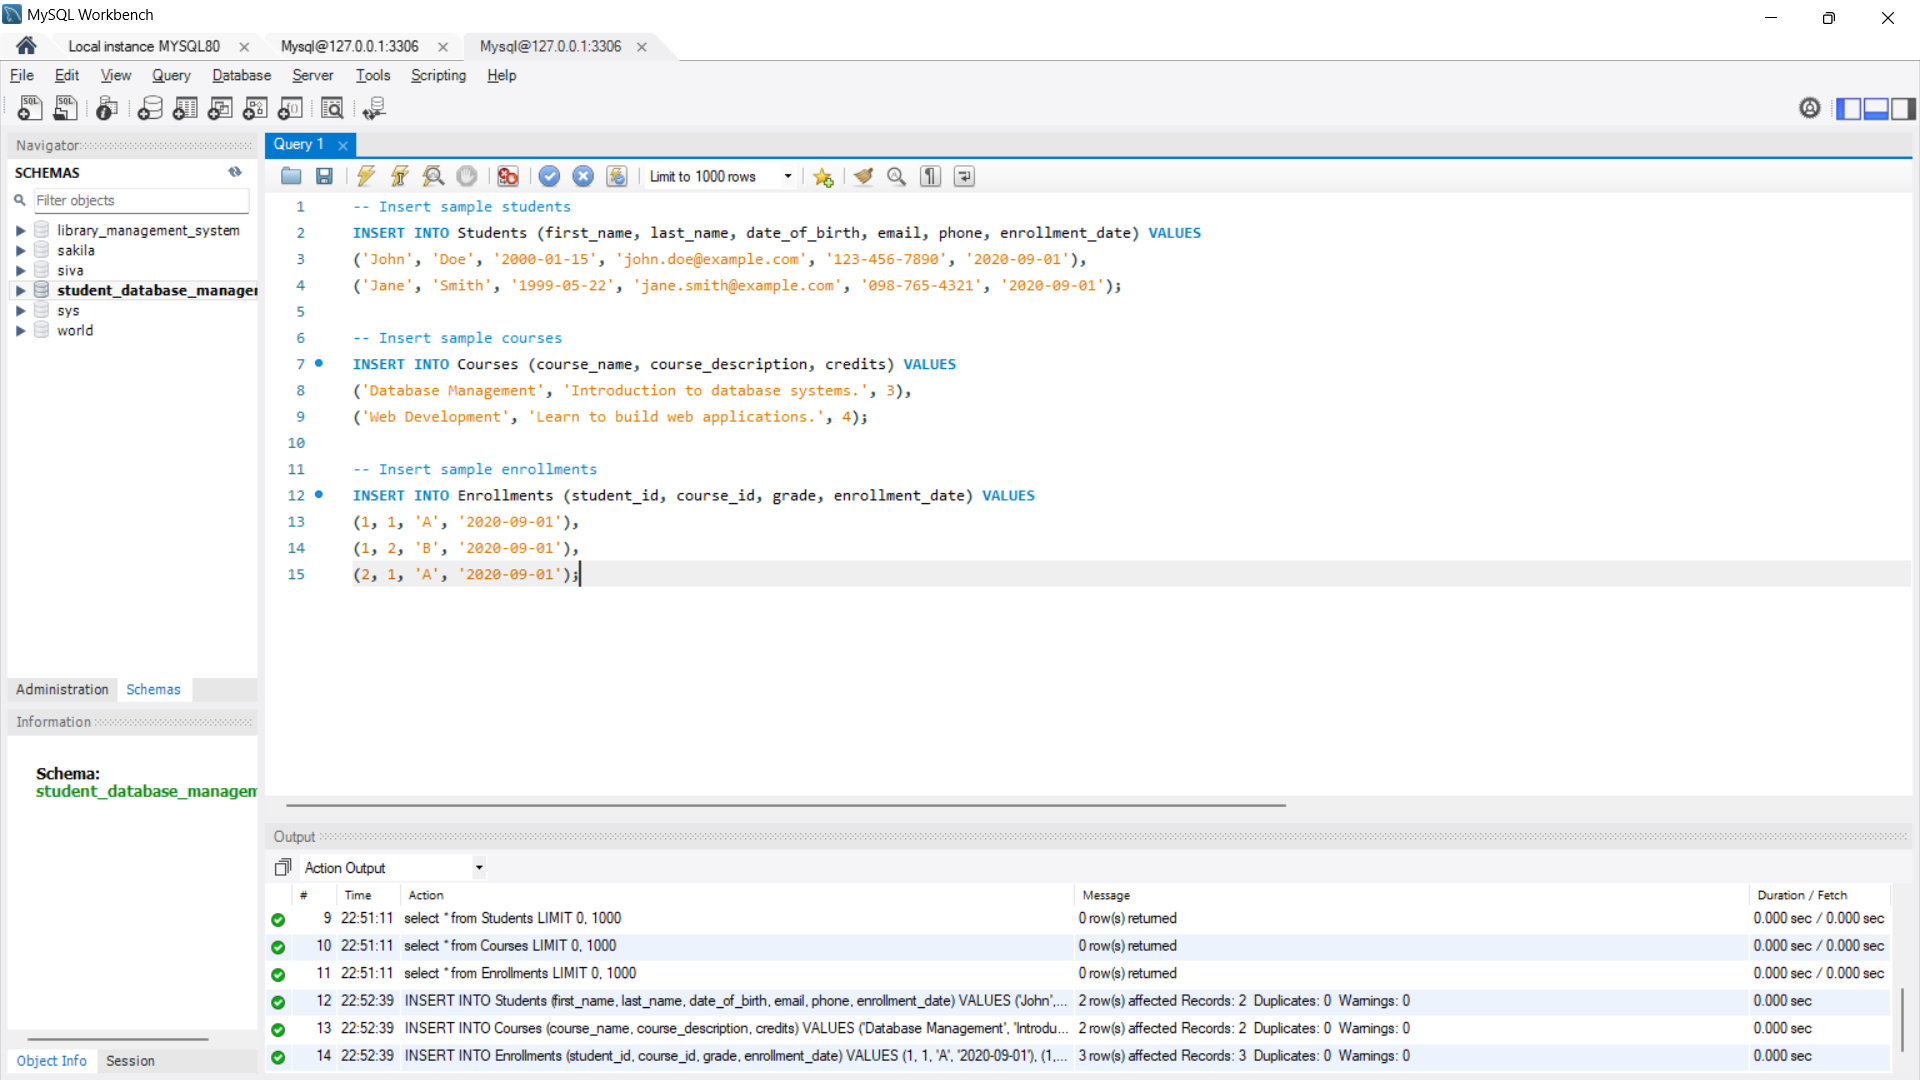 MySQL Workbench
Local instance MYSQL80
Mysql@127.0.0.1:3306
Mysql@127.0.0.1:3306
File Edit View Query Database Server Tools Scripting Help
Navigator
SCHEMAS
Filter objects
library_management_system
sakila
siva
student_database_manager
sys
world
Administration Schemas
Information
Schema:
student_database_managem
Object Info Session
Query 1
Limit to 1000 rows
1 -- Insert sample students
2 INSERT INTO Students (first_name, last_name, date_of_birth, email, phone, enrollment_date) VALUES
3 ('John', 'Doe', '2000-01-15', 'john.doe@example.com', '123-456-7890', '2020-09-01'),
4 ('Jane', 'Smith', '1999-05-22', 'jane.smith@example.com', '098-765-4321', '2020-09-01');
5
6 -- Insert sample courses
7 INSERT INTO Courses (course_name, course_description, credits) VALUES
8 ('Database Management', 'Introduction to database systems.', 3),
9 ('Web Development', 'Learn to build web applications.', 4);
10
11 -- Insert sample enrollments
12 INSERT INTO Enrollments (student_id, course_id, grade, enrollment_date) VALUES
13 (1, 1, 'A', '2020-09-01'),
14 (1, 2, 'B', '2020-09-01'),
15 (2, 1, 'A', '2020-09-01');
Output
Action Output
# Time Action Message Duration / Fetch
9 22:51:11 select * from Students LIMIT 0, 1000 0 row(s) returned 0.000 sec / 0.000 sec
10 22:51:11 select * from Courses LIMIT 0, 1000 0 row(s) returned 0.000 sec / 0.000 sec
11 22:51:11 select * from Enrollments LIMIT 0, 1000 0 row(s) returned 0.000 sec / 0.000 sec
12 22:52:39 INSERT INTO Students (first_name, last_name, date_of_birth, email, phone, enrollment_date) VALUES ('John',... 2 row(s) affected Records: 2 Duplicates: 0 Warnings: 0 0.000 sec
13 22:52:39 INSERT INTO Courses (course_name, course_description, credits) VALUES ('Database Management', 'Introdu... 2 row(s) affected Records: 2 Duplicates: 0 Warnings: 0 0.000 sec
14 22:52:39 INSERT INTO Enrollments (student_id, course_id, grade, enrollment_date) VALUES (1, 1, 'A', '2020-09-01'), (1,... 3 row(s) affected Records: 3 Duplicates: 0 Warnings: 0 0.000 sec